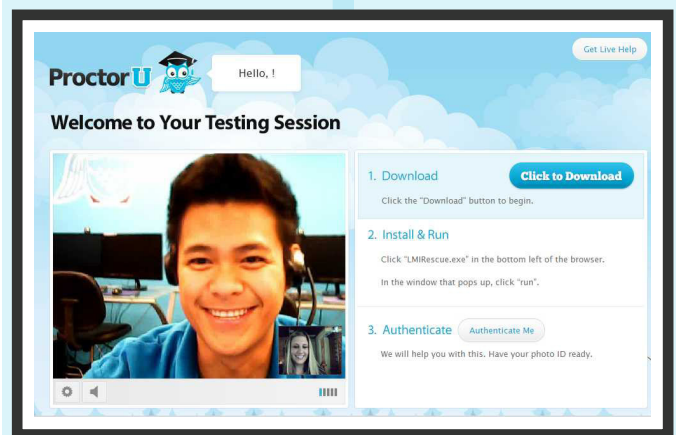 Get Live Help
ProctorU
Hello, !
Welcome to Your Testing Session
1. Download
Click to Download
Click the "Download" button to begin.
2. Install & Run
Click "LMIRescue.exe" in the bottom left of the browser.
In the window that pops up, click "run".
3. Authenticate
Authenticate Me
We will help you with this. Have your photo ID ready.